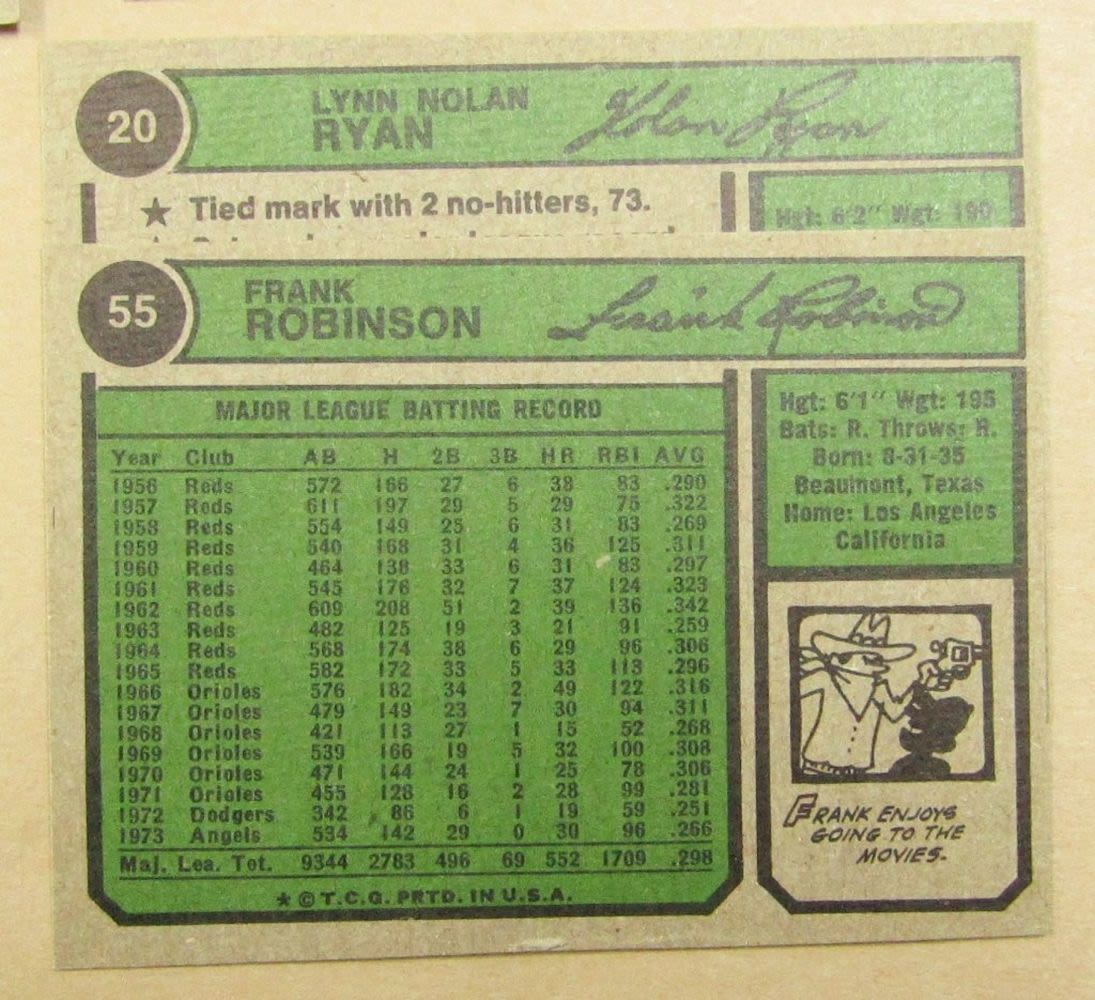 20
LYNN NOLAN
RYAN
Nolan Ryan
★ Tied mark with 2 no-hitters, 73.
Hgt: 6'2" Wgt: 190
55
FRANK
ROBINSON
Frank Robinson
MAJOR LEAGUE BATTING RECORD
Year Club AB H 2B 3B HR RBI AVG
1956 Reds 572 166 27 6 38 83 .290
1957 Reds 611 197 29 5 29 75 .322
1958 Reds 554 149 25 6 31 83 .269
1959 Reds 540 168 31 4 36 125 .311
1960 Reds 464 138 33 6 31 83 .297
1961 Reds 545 176 32 7 37 124 .323
1962 Reds 609 208 51 2 39 136 .342
1963 Reds 482 125 19 3 21 91 .259
1964 Reds 568 174 38 6 29 96 .306
1965 Reds 582 172 33 5 33 113 .296
1966 Orioles 576 182 34 2 49 122 .316
1967 Orioles 479 149 23 7 30 94 .311
1968 Orioles 421 113 27 1 15 52 .268
1969 Orioles 539 166 19 5 32 100 .308
1970 Orioles 471 144 24 1 25 78 .306
1971 Orioles 455 128 16 2 28 99 .281
1972 Dodgers 342 86 6 1 19 59 .251
1973 Angels 534 142 29 0 30 96 .266
Maj. Lea. Tot. 9344 2783 496 69 552 1709 .298
★ © T.C.G. PRTD. IN U.S.A.
Hgt: 6'1" Wgt: 195
Bats: R. Throws: R.
Born: 8-31-35
Beaumont, Texas
Home: Los Angeles
California
FRANK ENJOYS
GOING TO THE
MOVIES.